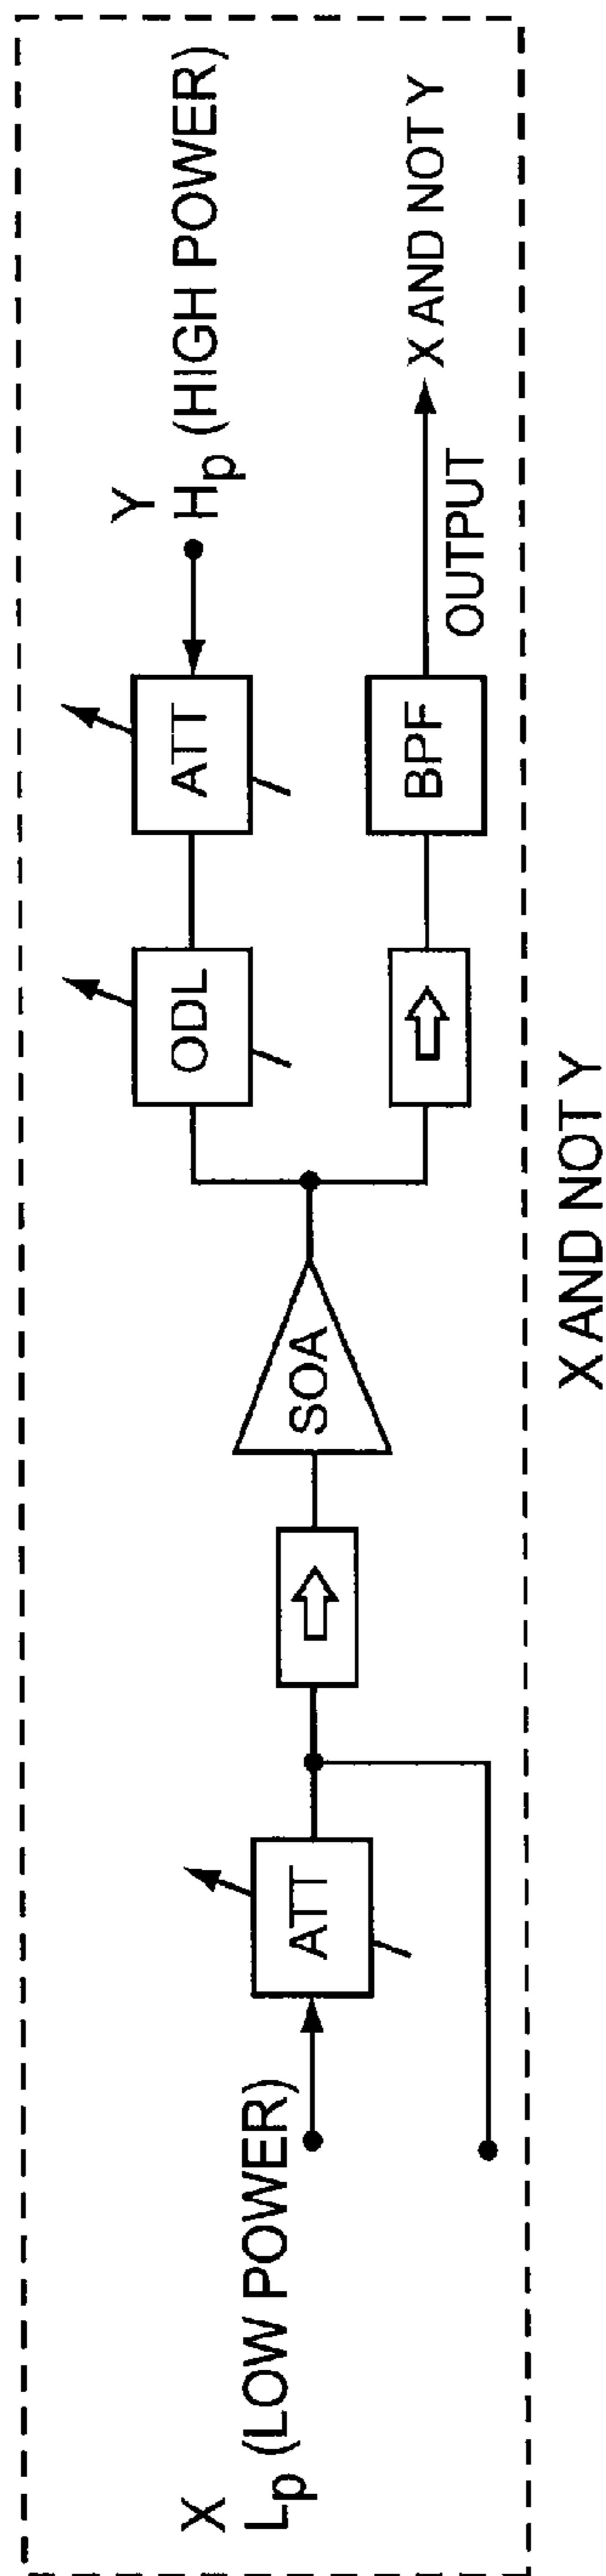 X
Lp (LOW POWER)
ATT
SOA
ODL
ATT
Y
Hp (HIGH POWER)
BPF
OUTPUT
X AND NOT Y
X AND NOT Y